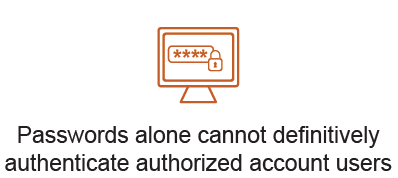 ****
Passwords alone cannot definitively
authenticate authorized account users